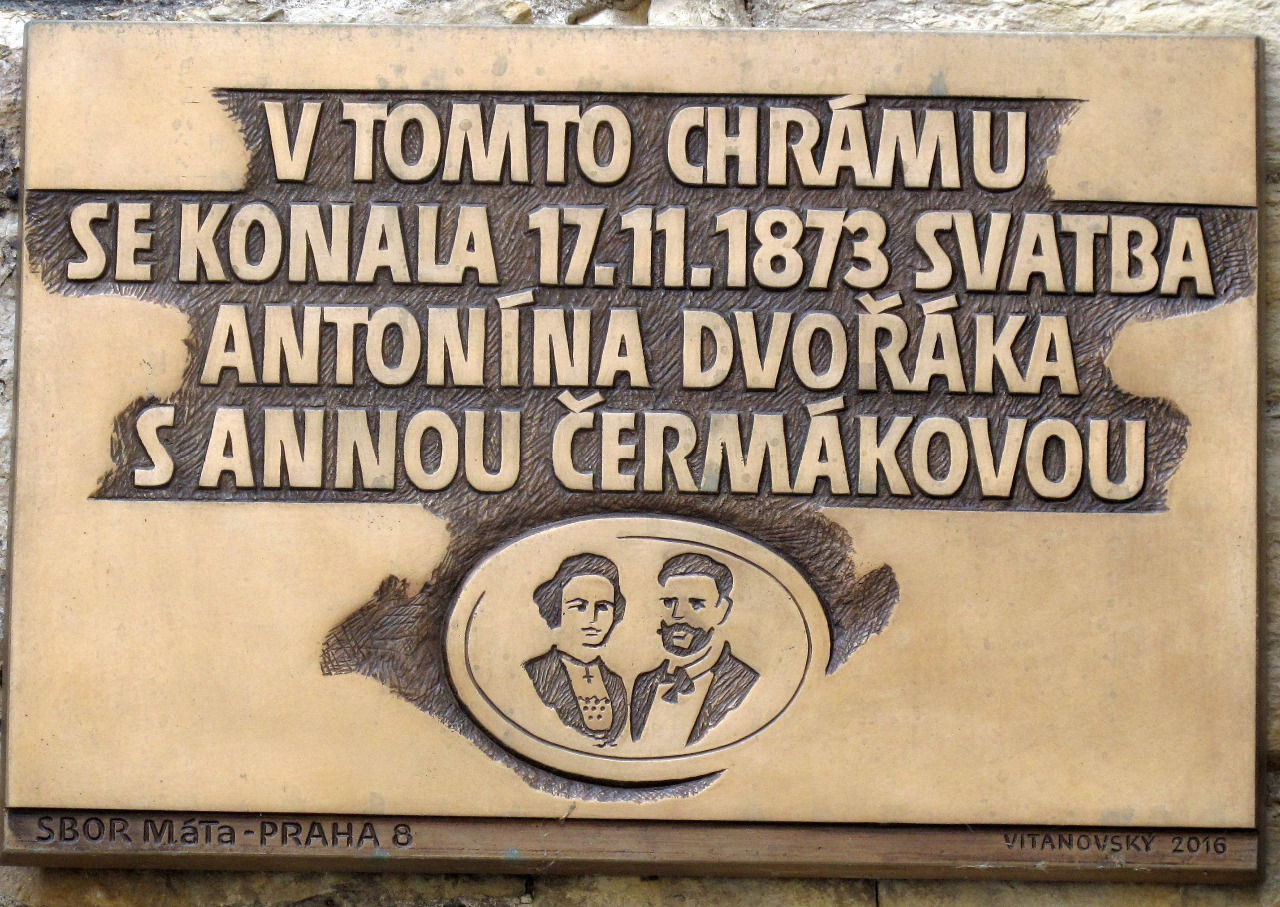 V TOMTO CHRÁMU
SE KONALA 17.11.1873 SVATBA
ANTONÍNA DVOŘÁKA
S ANNOU ČERMÁKOVOU
SBOR MáTa-PRAHA 8
VITANOVSKÝ 2016